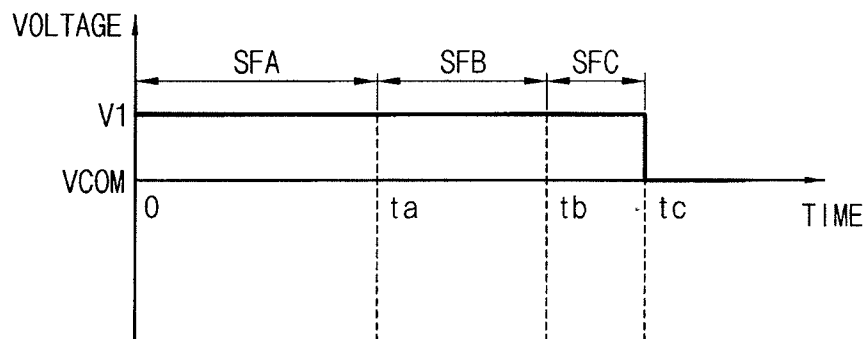 VOLTAGE
SFA SFB SFC
V1
VCOM
0 ta tb tc
TIME